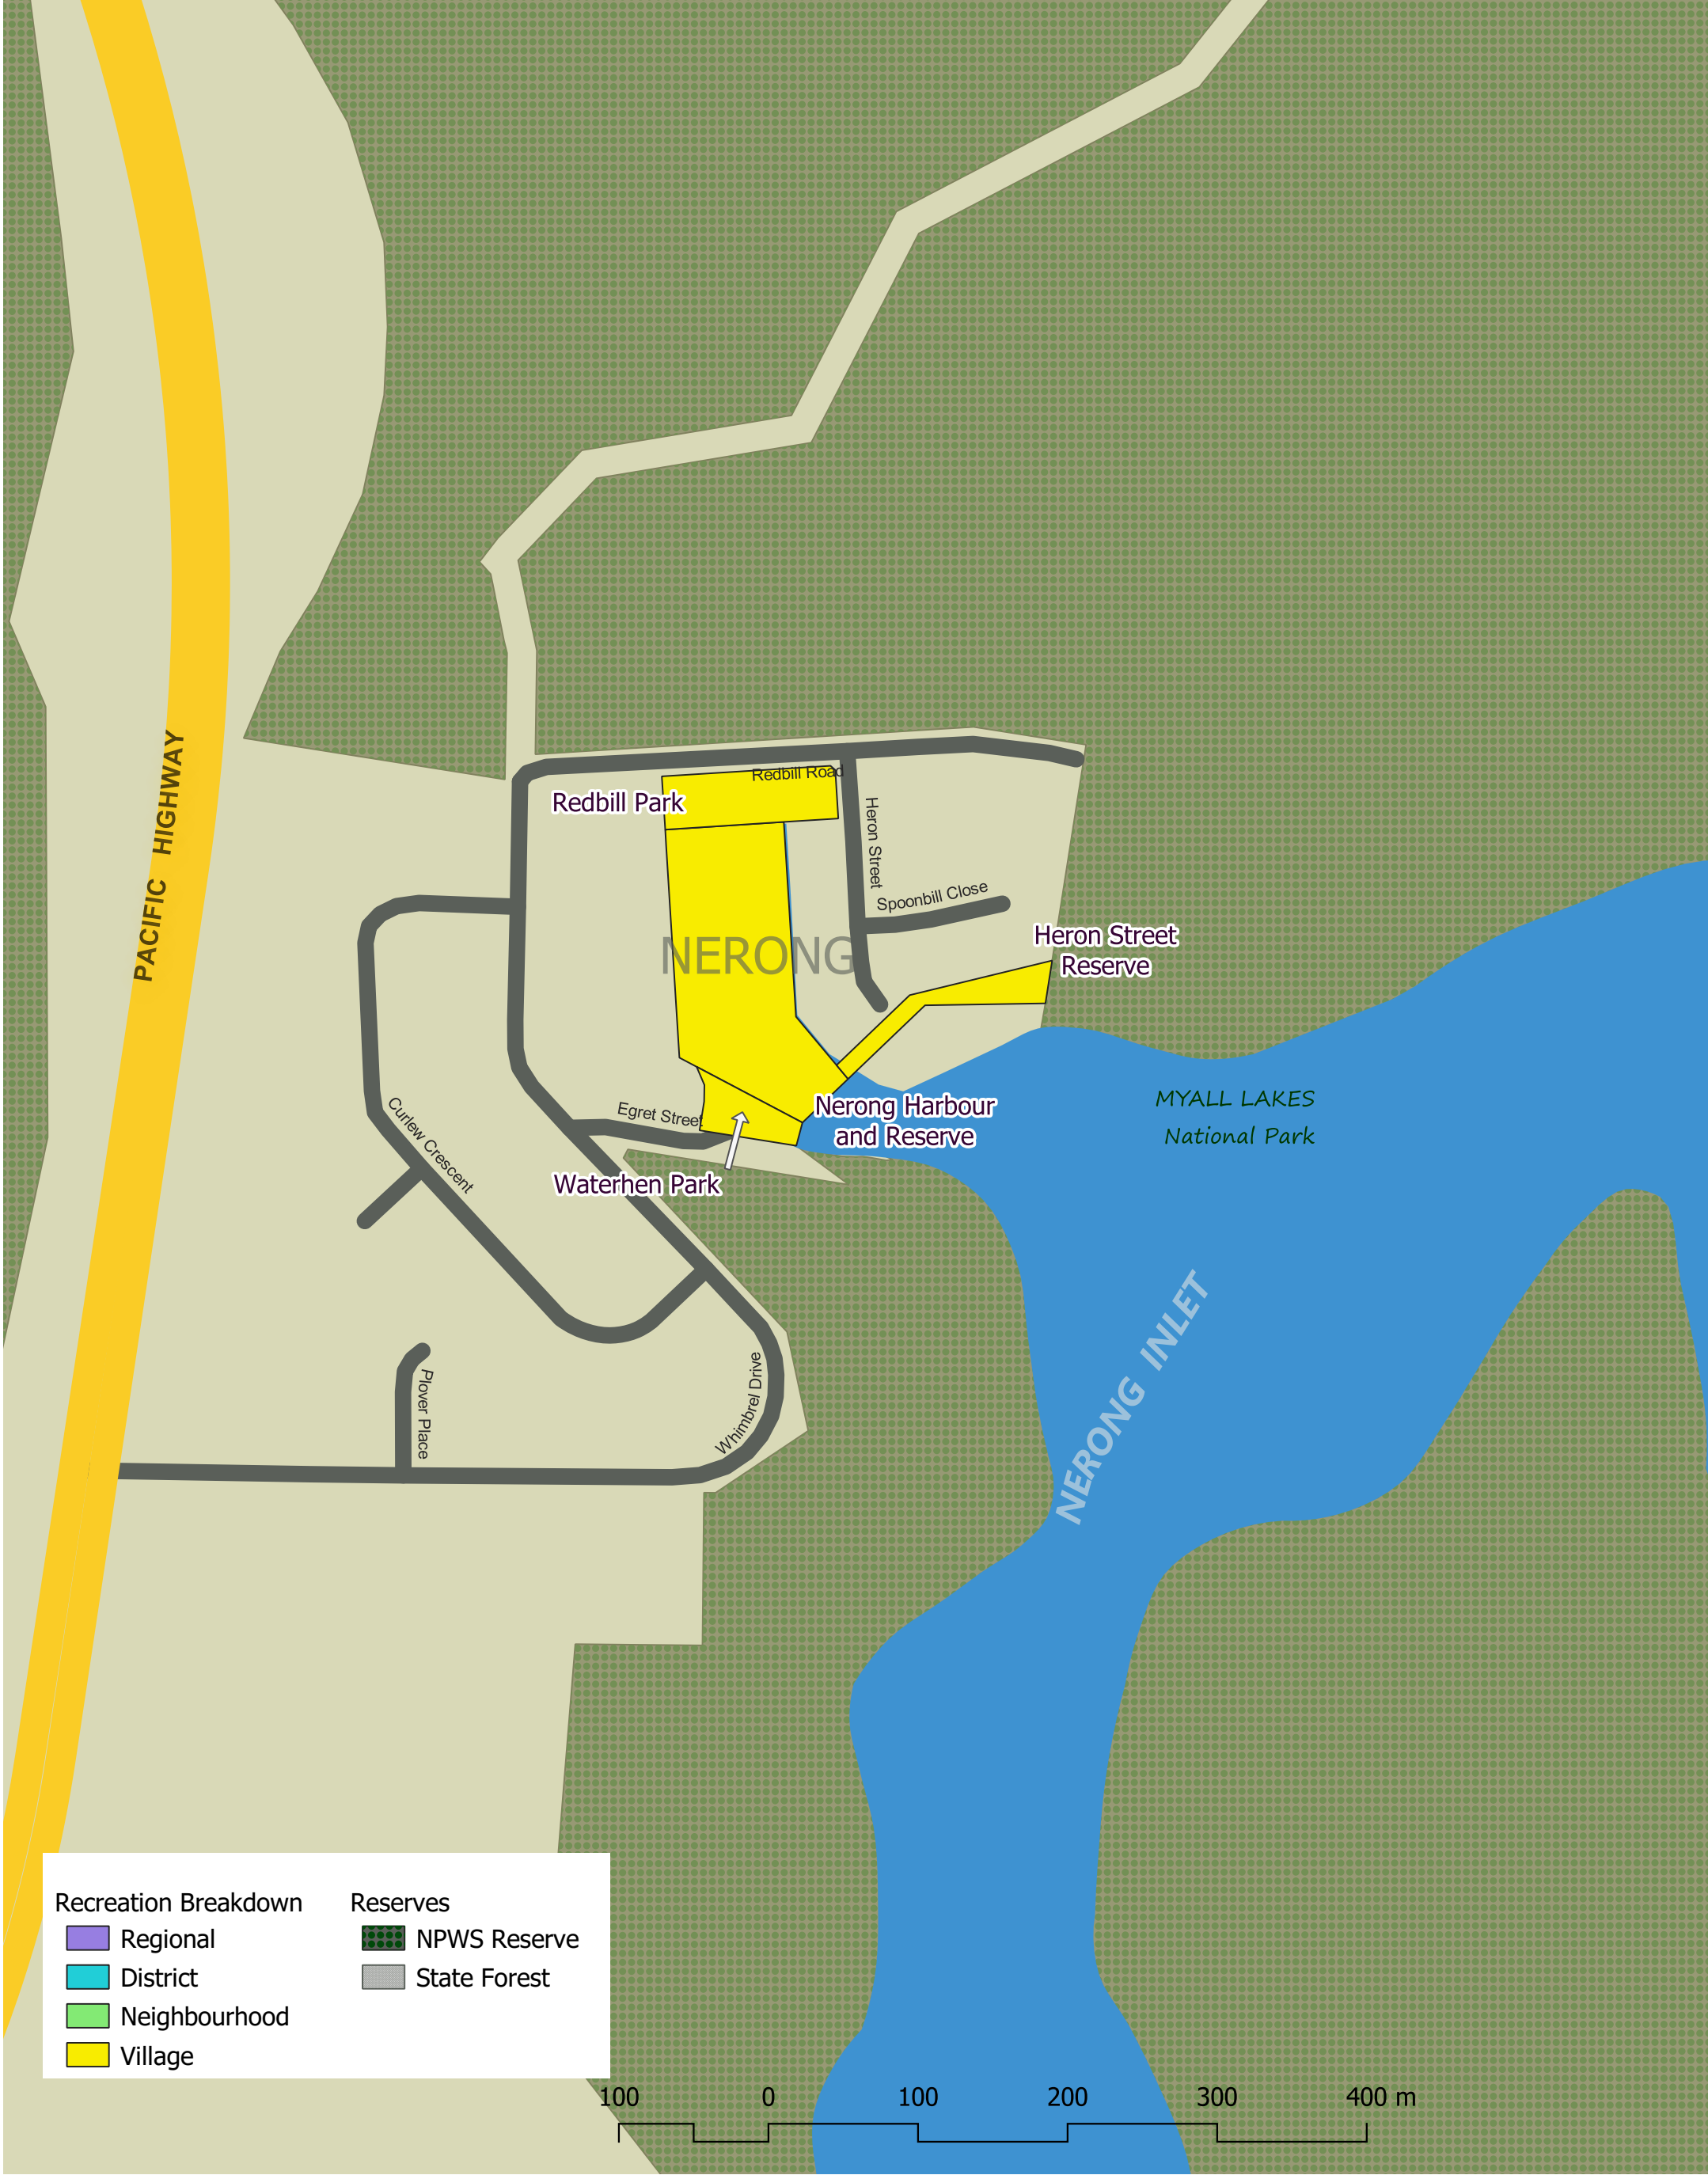 PACIFIC HIGHWAY
Redbill Road
Redbill Park
Heron Street
Spoonbill Close
NERONG
Heron Street
Reserve
MYALL LAKES
National Park
Nerong Harbour
and Reserve
Egret Street
Curlew Crescent
Waterhen Park
NERONG INLET
Plover Place
Whimbrel Drive
Recreation Breakdown
Regional
District
Neighbourhood
Village
Reserves
NPWS Reserve
State Forest
100 0 100 200 300 400 m